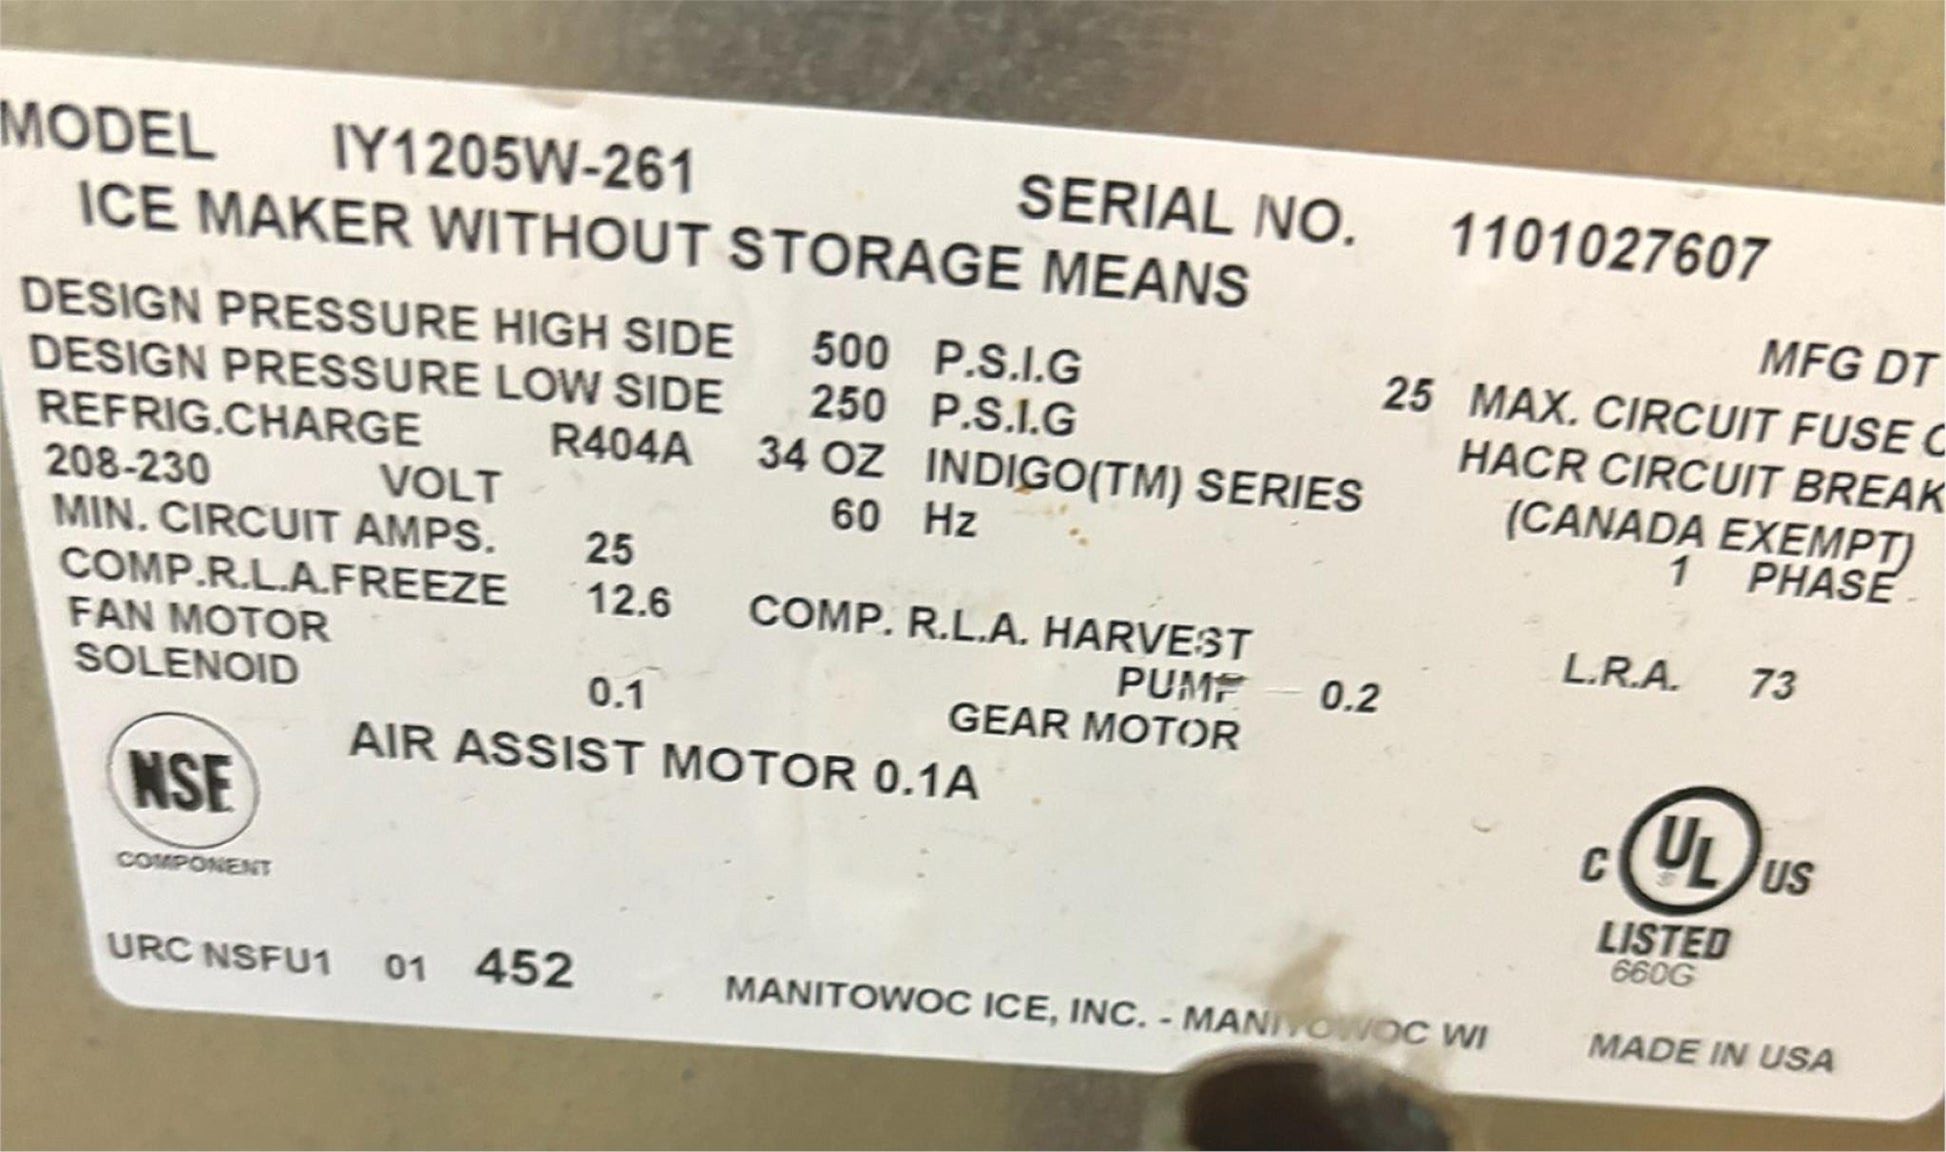 MODEL IY1205W-261 SERIAL NO. 1101027607
ICE MAKER WITHOUT STORAGE MEANS
DESIGN PRESSURE HIGH SIDE 500 P.S.I.G MFG DT
DESIGN PRESSURE LOW SIDE 250 P.S.I.G 25 MAX. CIRCUIT FUSE
REFRIG.CHARGE R404A 34 OZ INDIGO(TM) SERIES HACR CIRCUIT BREAK
(CANADA EXEMPT)
208-230 VOLT 60 Hz 1 PHASE
MIN. CIRCUIT AMPS. 25
COMP.R.L.A.FREEZE 12.6 COMP. R.L.A. HARVEST L.R.A. 73
FAN MOTOR PUMP 0.2
SOLENOID 0.1 GEAR MOTOR
AIR ASSIST MOTOR 0.1A
NSF
COMPONENT
C UL US
®
LISTED
660G
URC NSFU1 01 452 MANITOWOC ICE, INC. - MANITOWOC WI MADE IN USA